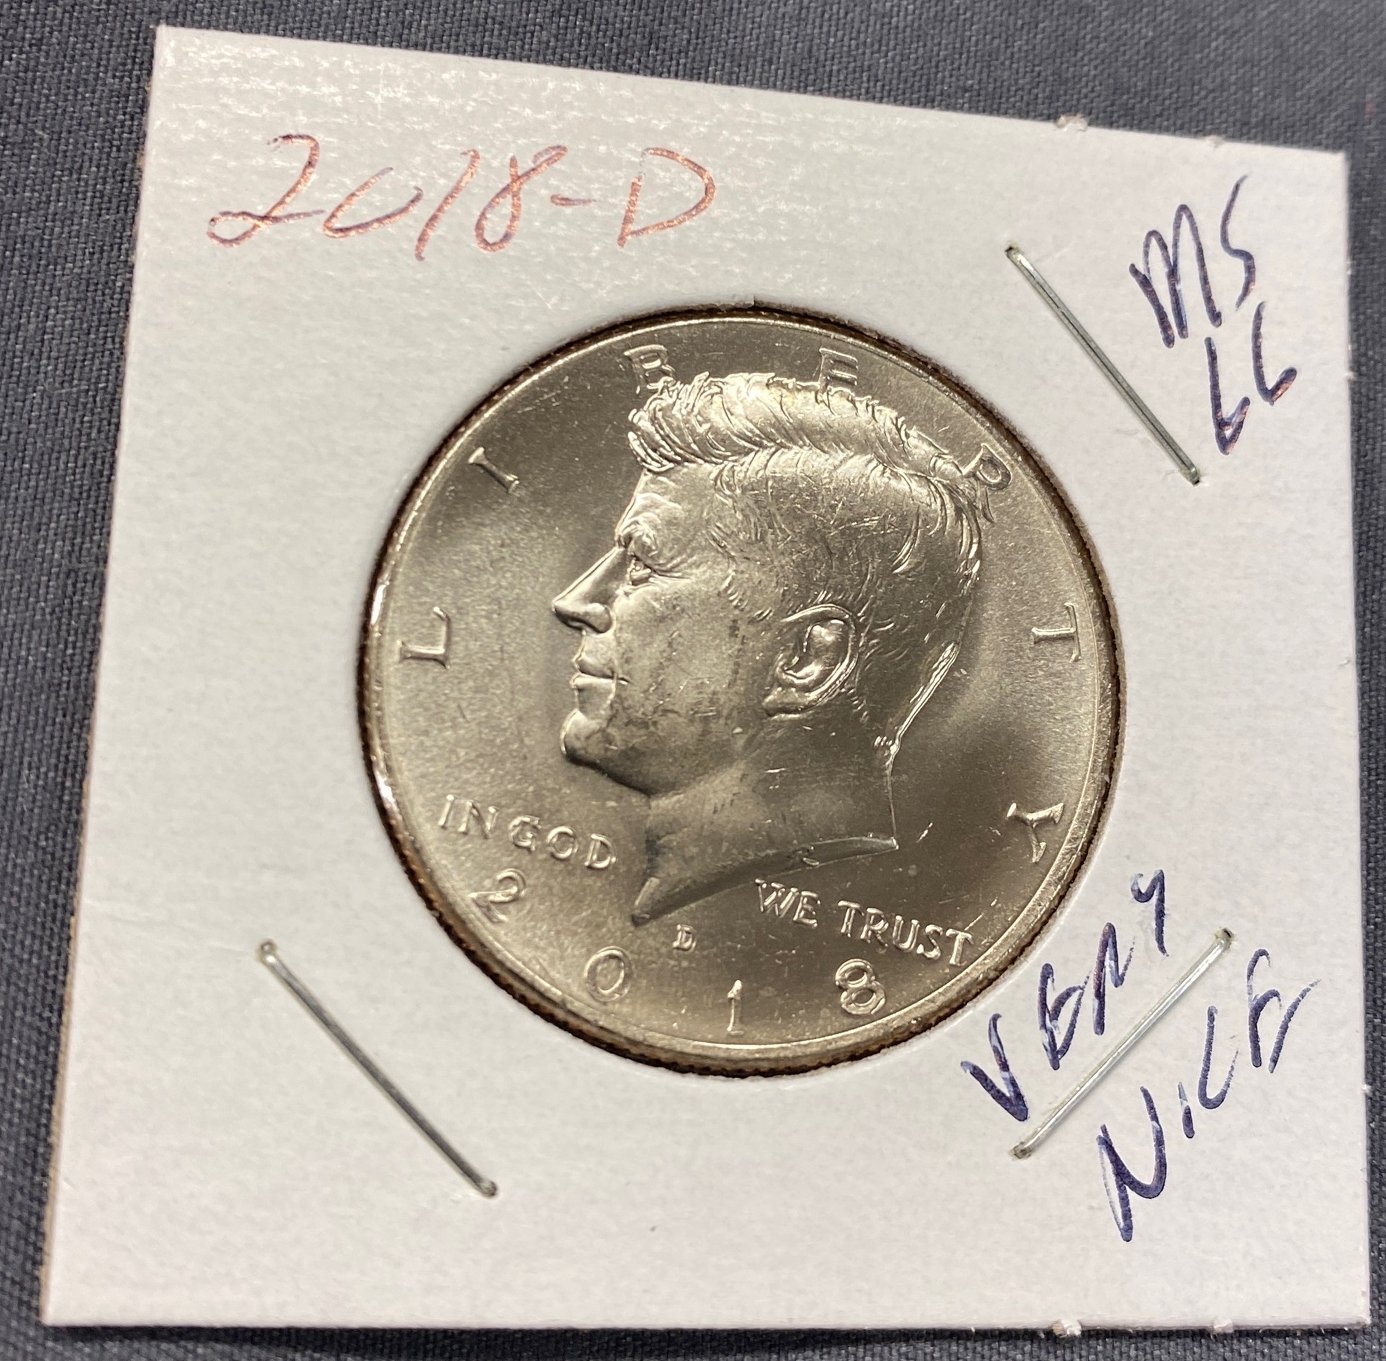 2018-D
MS
66
LIBERTY
IN GOD
WE TRUST
D
2018
VERY
NICE